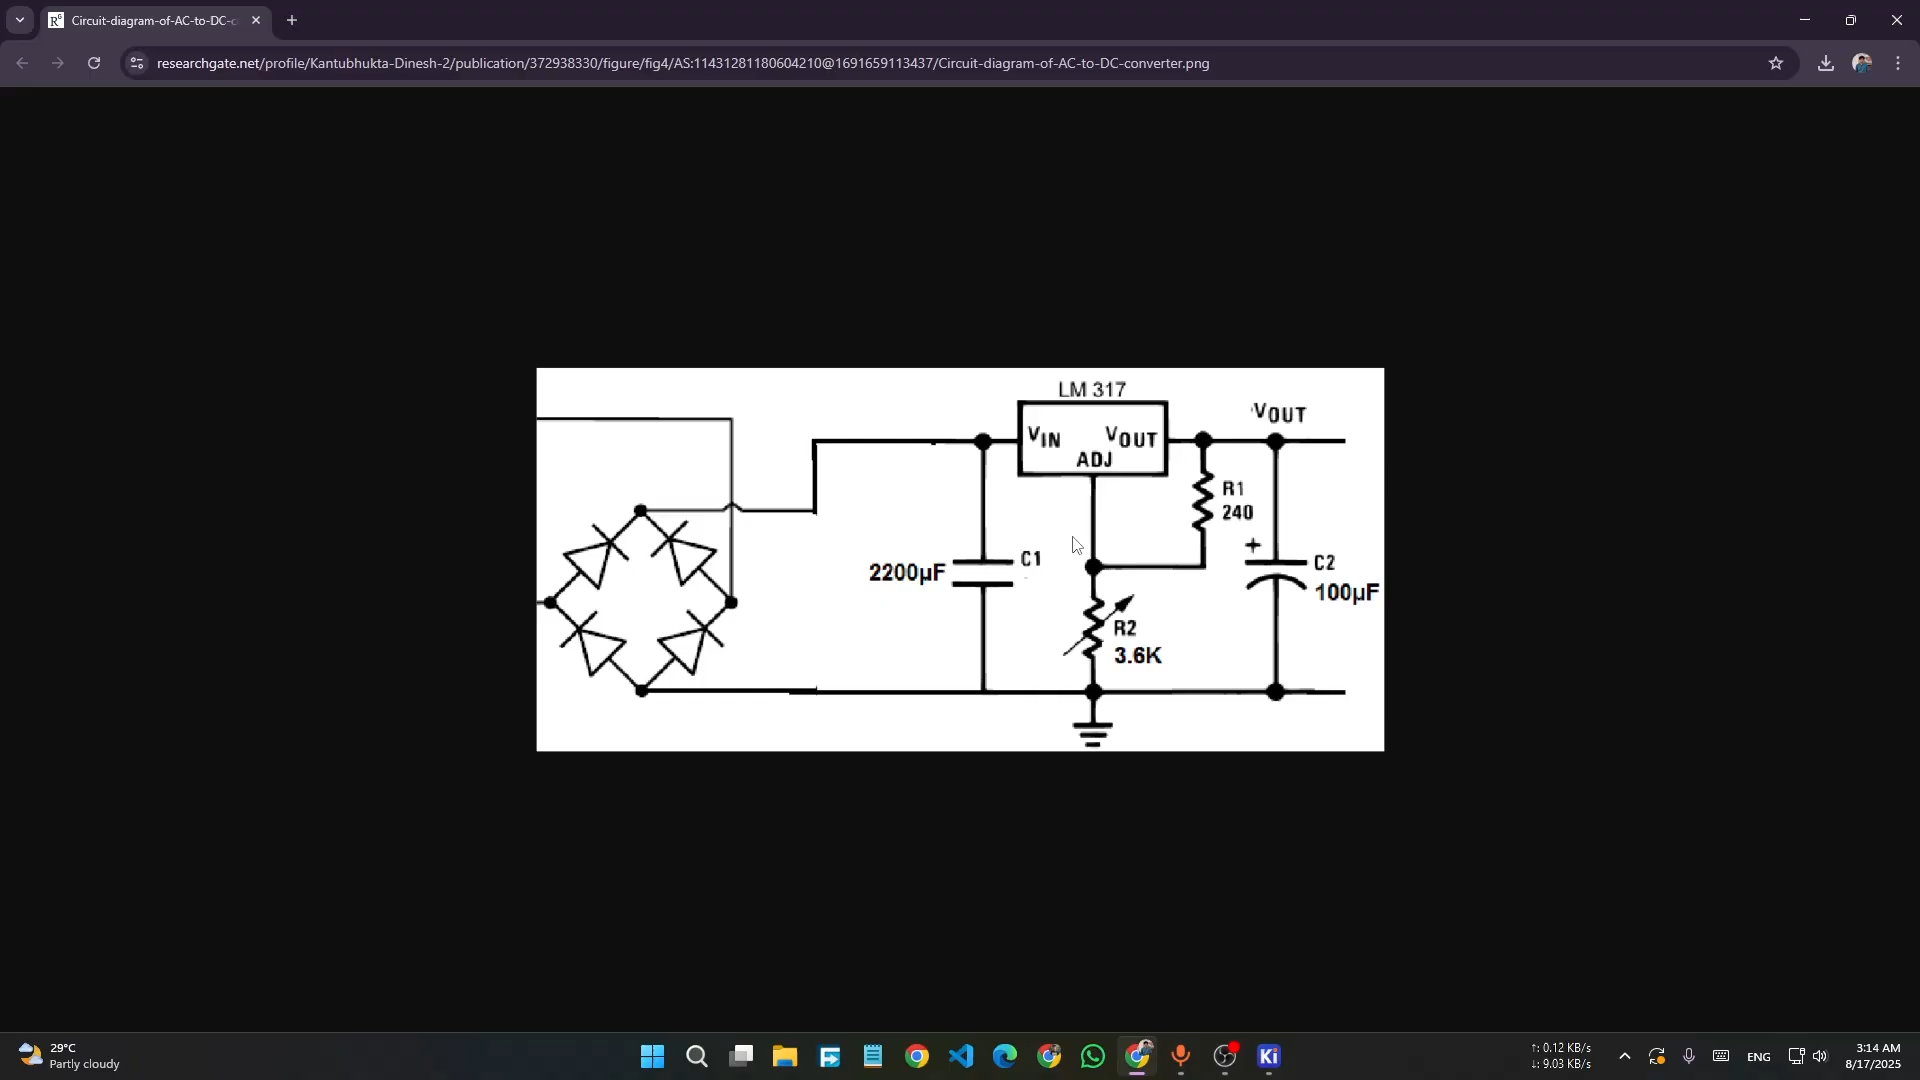 Circuit-diagram-of-AC-to-DC-c
researchgate.net/profile/Kantubhukta-Dinesh-2/publication/372938330/figure/fig4/AS:11431281180604210@1691659113437/Circuit-diagram-of-AC-to-DC-converter.png
LM 317
VOUT
VIN VOUT
ADJ
R1
240
+
C1
C2
2200µF
100µF
R2
3.6K
29°C
Partly cloudy
Ki
↑: 0.12 KB/s
↓: 9.03 KB/s
ENG
3:14 AM
8/17/2025